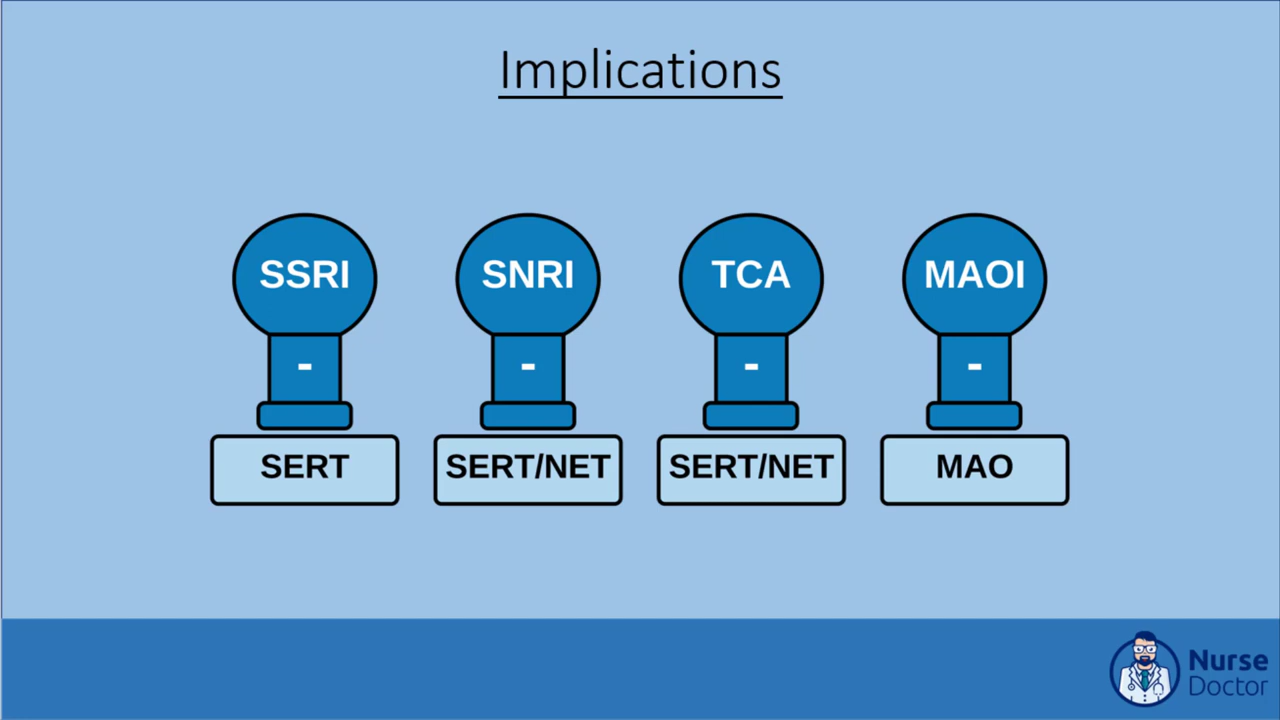 Implications
SSRI SNRI TCA MAOI
- - - -
SERT SERT/NET SERT/NET MAO
Nurse
Doctor